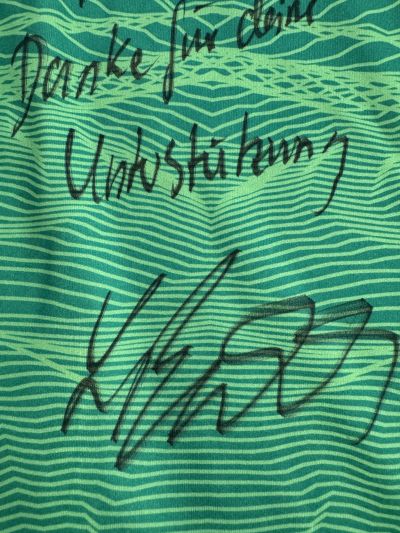 Danke für deine
Unterstützung